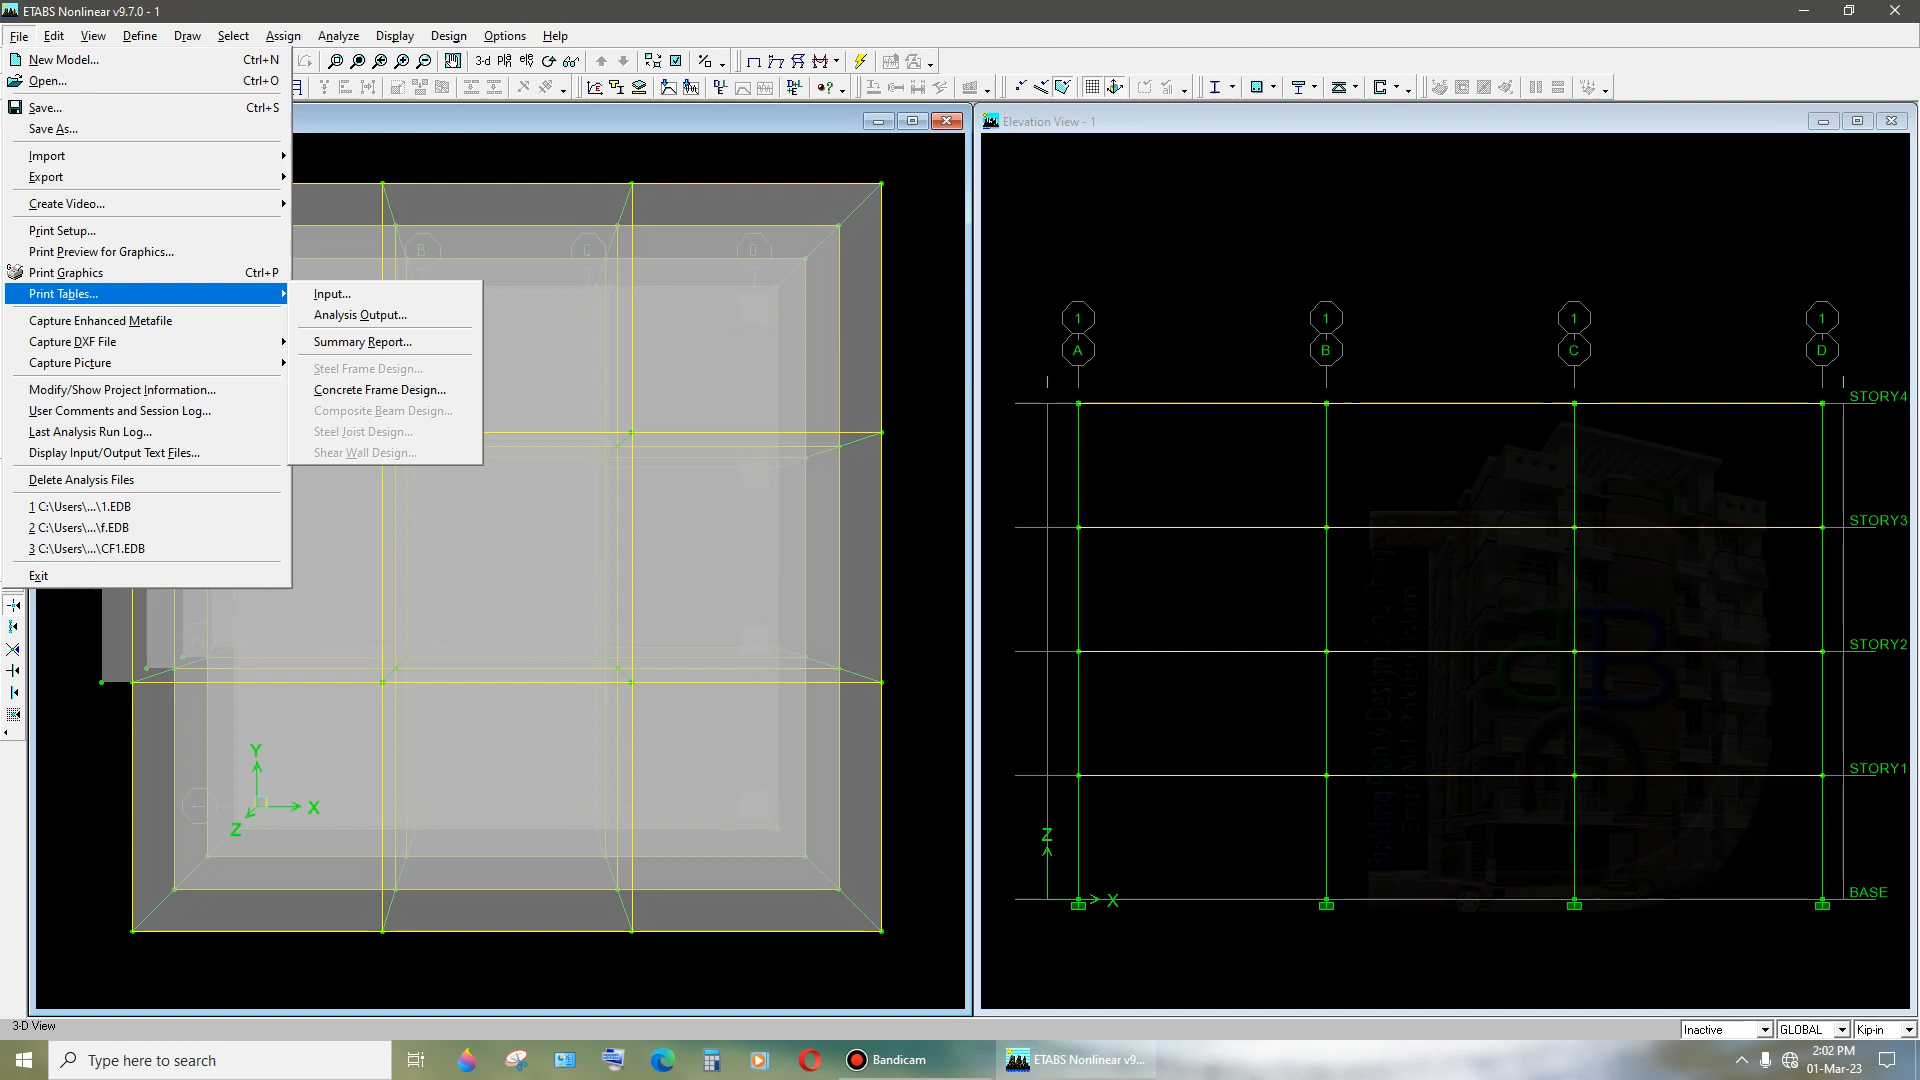 ETABS Nonlinear v9.7.0 - 1
File Edit View Define Draw Select Assign Analyze Display Design Options Help
New Model... Ctrl+N
Open... Ctrl+O
Save... Ctrl+S
Save As...
Import
Export
Create Video...
Print Setup...
Print Preview for Graphics...
Print Graphics Ctrl+P
Print Tables...
Capture Enhanced Metafile
Capture DXF File
Capture Picture
Modify/Show Project Information...
User Comments and Session Log...
Last Analysis Run Log...
Display Input/Output Text Files...
Delete Analysis Files
1 C:\Users\...\1.EDB
2 C:\Users\...\f.EDB
3 C:\Users\...\CF1.EDB
Exit
Input...
Analysis Output...
Summary Report...
Steel Frame Design...
Concrete Frame Design...
Composite Beam Design...
Steel Joist Design...
Shear Wall Design...
3-d
all
B C D
Y
X
Z
Elevation View - 1
1 1 1 1
A B C D
STORY4
STORY3
STORY2
STORY1
BASE
Z
X
3-D View
Inactive GLOBAL Kip-in
Type here to search
Bandicam
ETABS Nonlinear v9...
2:02 PM
01-Mar-23